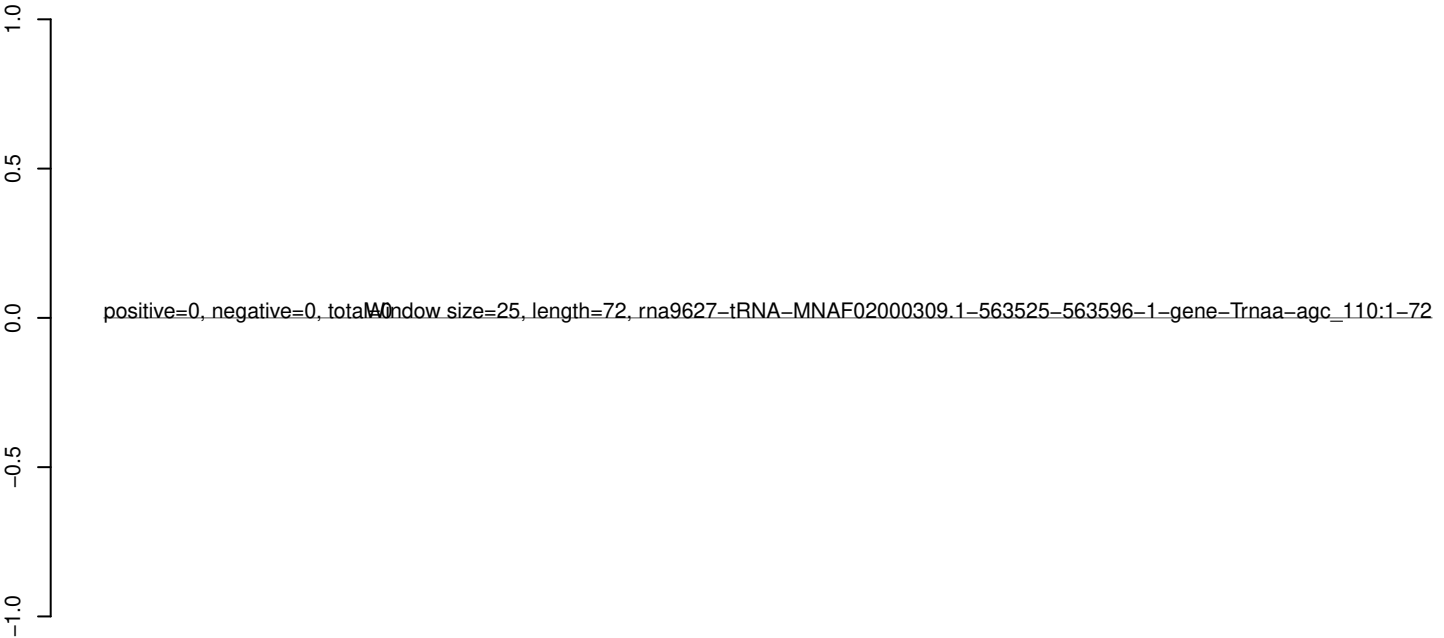 1.0
0.5
0.0
−0.5
−1.0
positive=0, negative=0, total=0
Window size=25, length=72, rna9627−tRNA−MNAF02000309.1−563525−563596−1−gene−Trnaa−agc_110:1−72